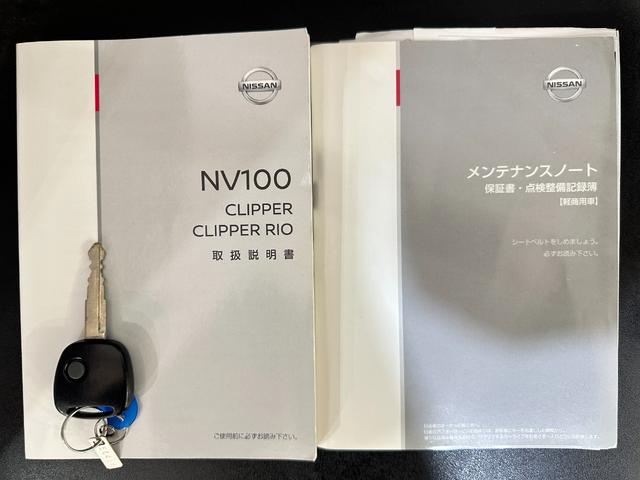 NISSAN
NV100
CLIPPER
CLIPPER RIO
取扱説明書
ご使用前に必ずお読み下さい。
NISSAN
メンテナンスノート
保証書・点検整備記録簿
【軽商用車】
シートベルトをしめましょう。
必ずお読み下さい。